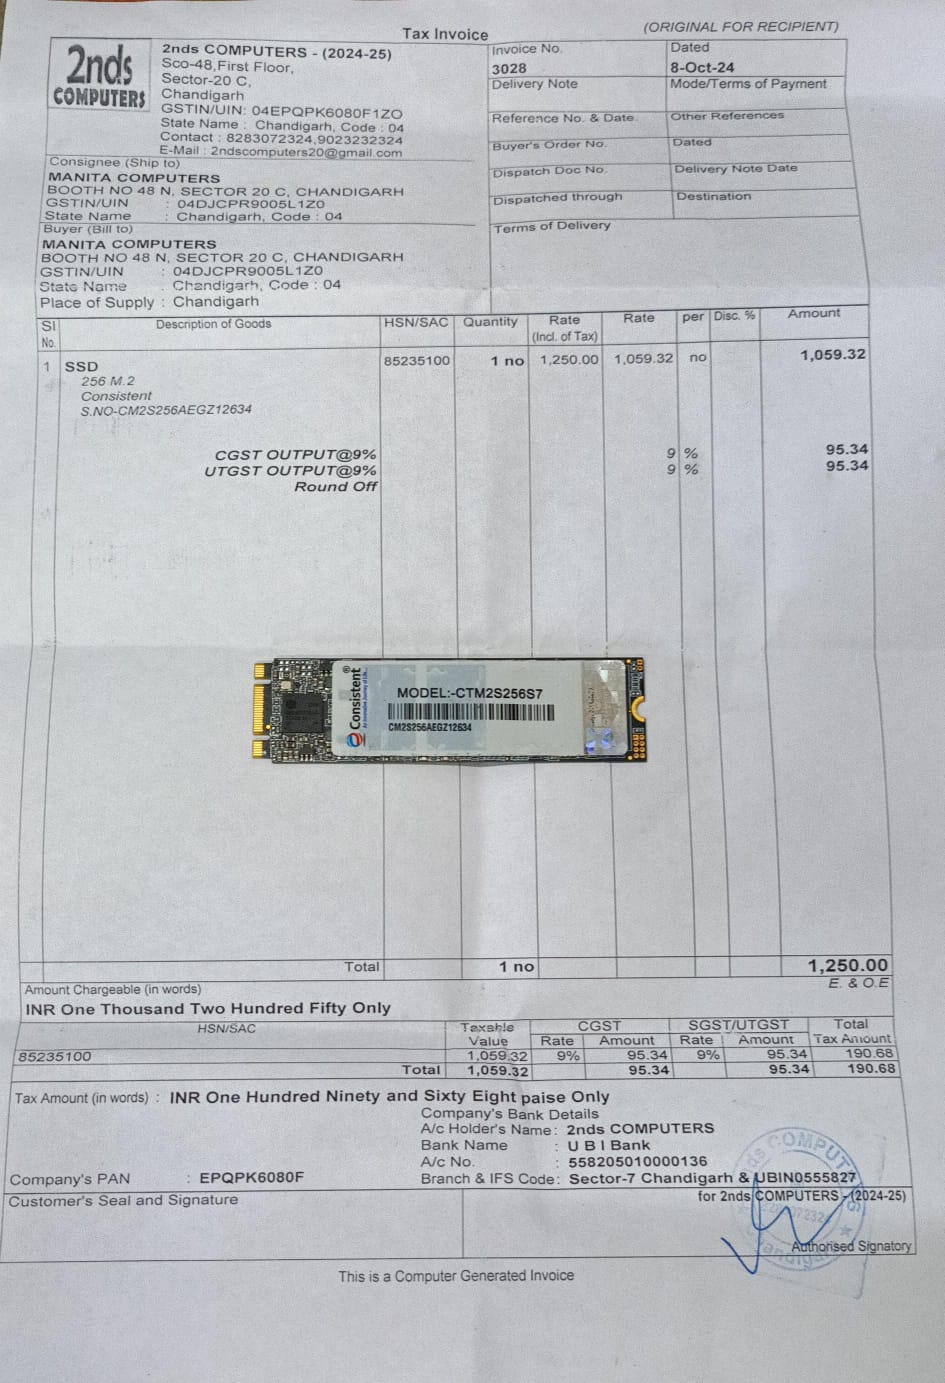 Tax Invoice
(ORIGINAL FOR RECIPIENT)
2nds
COMPUTERS
2nds COMPUTERS - (2024-25)
Sco-48,First Floor,
Sector-20 C,
Chandigarh
GSTIN/UIN: 04EPQPK6080F1ZO
State Name : Chandigarh, Code : 04
Contact : 8283072324,9023232324
E-Mail : 2ndscomputers20@gmail.com
Invoice No. Dated
3028 8-Oct-24
Delivery Note Mode/Terms of Payment
Reference No. & Date. Other References
Buyer's Order No. Dated
Dispatch Doc No. Delivery Note Date
Dispatched through Destination
Terms of Delivery
Consignee (Ship to)
MANITA COMPUTERS
BOOTH NO 48 N, SECTOR 20 C, CHANDIGARH
GSTIN/UIN : 04DJCPR9005L1Z0
State Name : Chandigarh, Code : 04
Buyer (Bill to)
MANITA COMPUTERS
BOOTH NO 48 N, SECTOR 20 C, CHANDIGARH
GSTIN/UIN : 04DJCPR9005L1Z0
State Name : Chandigarh, Code : 04
Place of Supply : Chandigarh
Sl No. Description of Goods HSN/SAC Quantity Rate (Incl. of Tax) Rate per Disc. % Amount
1 SSD 85235100 1 no 1,250.00 1,059.32 no 1,059.32
256 M.2
Consistent
S.NO-CM2S256AEGZ12634
CGST OUTPUT@9% 9 % 95.34
UTGST OUTPUT@9% 9 % 95.34
Round Off
Consistent
MODEL:-CTM2S256S7
CM2S256AEGZ12634
Total 1 no 1,250.00
Amount Chargeable (in words) E. & O.E
INR One Thousand Two Hundred Fifty Only
HSN/SAC Taxable Value CGST SGST/UTGST Total Tax Amount
Rate Amount Rate Amount
85235100 1,059.32 9% 95.34 9% 95.34 190.68
Total 1,059.32 95.34 95.34 190.68
Tax Amount (in words) : INR One Hundred Ninety and Sixty Eight paise Only
Company's Bank Details
A/c Holder's Name : 2nds COMPUTERS
Bank Name : U B I Bank
A/c No. : 558205010000136
Company's PAN : EPQPK6080F Branch & IFS Code : Sector-7 Chandigarh & UBIN0555827
Customer's Seal and Signature for 2nds COMPUTERS - (2024-25)
Authorised Signatory
This is a Computer Generated Invoice